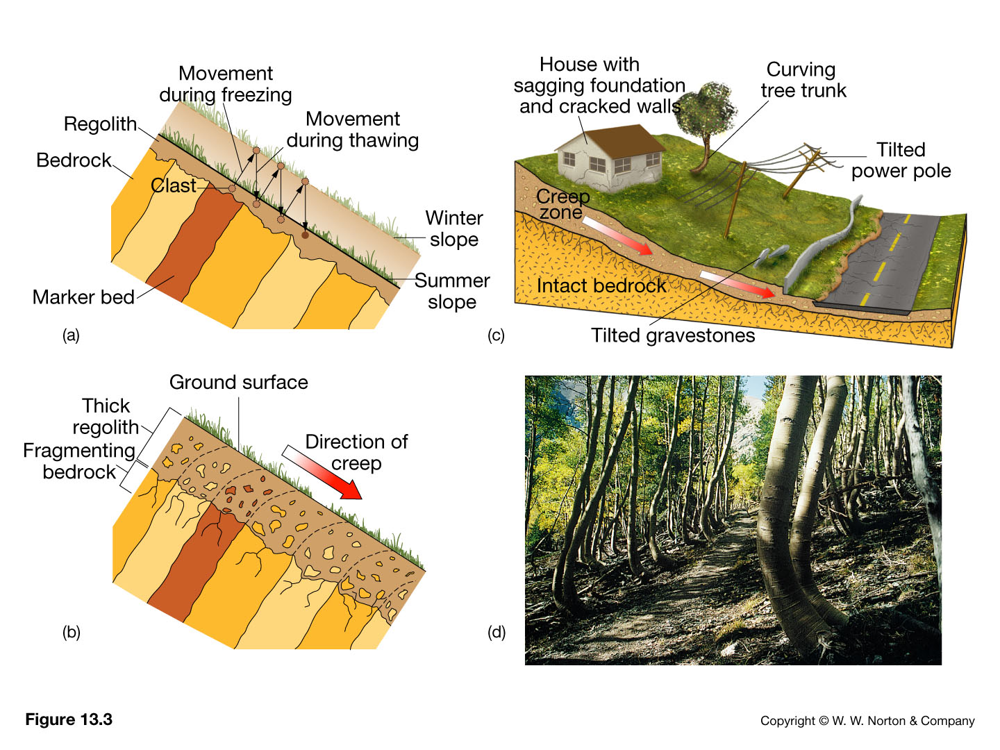 Movement
during freezing
Movement
during thawing
Regolith
Bedrock
Clast
Winter
slope
Summer
slope
Marker bed
(a)
House with
sagging foundation
and cracked walls
Curving
tree trunk
Tilted
power pole
Creep
zone
Intact bedrock
Tilted gravestones
(c)
Ground surface
Thick
regolith
Fragmenting
bedrock
Direction of
creep
(b)
(d)
Figure 13.3
Copyright © W. W. Norton & Company